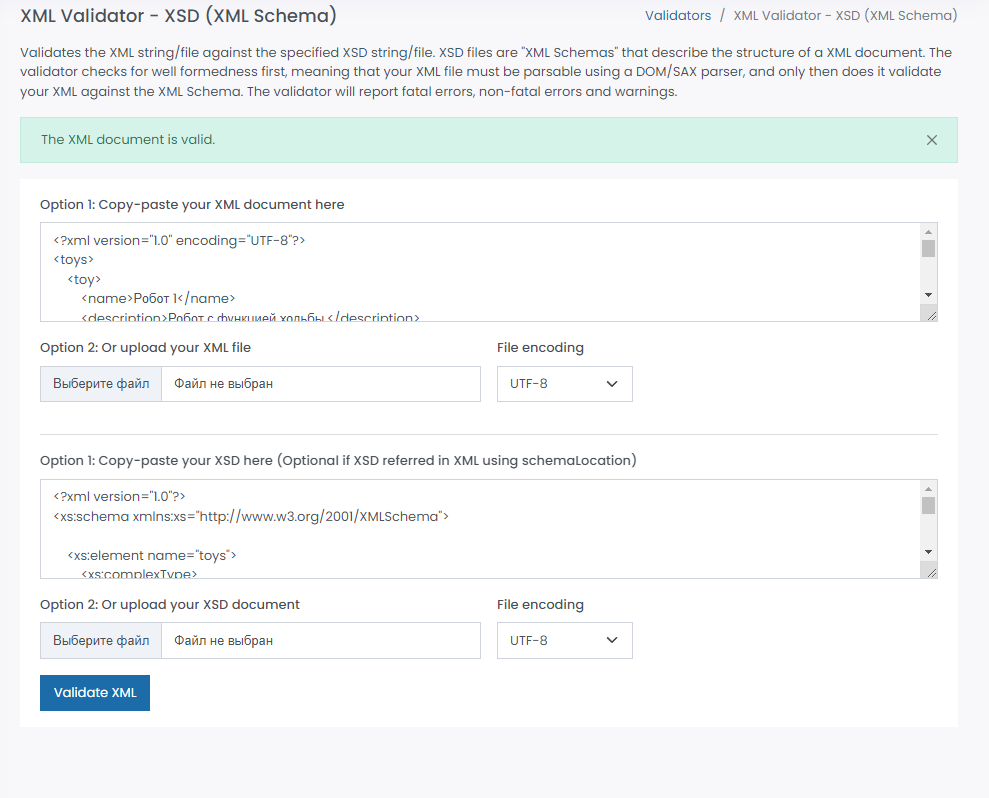 XML Validator - XSD (XML Schema)
Validators / XML Validator - XSD (XML Schema)
Validates the XML string/file against the specified XSD string/file. XSD files are "XML Schemas" that describe the structure of a XML document. The
validator checks for well formedness first, meaning that your XML file must be parsable using a DOM/SAX parser, and only then does it validate
your XML against the XML Schema. The validator will report fatal errors, non-fatal errors and warnings.
The XML document is valid.
Option 1: Copy-paste your XML document here
<?xml version="1.0" encoding="UTF-8"?>
<toys>
<toy>
<name>Робот 1</name>
<description>Робот с функцией ходьбы.</description>
Option 2: Or upload your XML file
File encoding
Выберите файл
Файл не выбран
UTF-8
Option 1: Copy-paste your XSD here (Optional if XSD referred in XML using schemaLocation)
<?xml version="1.0"?>
<xs:schema xmlns:xs="http://www.w3.org/2001/XMLSchema">
<xs:element name="toys">
<xs:complexType>
Option 2: Or upload your XSD document
File encoding
Выберите файл
Файл не выбран
UTF-8
Validate XML